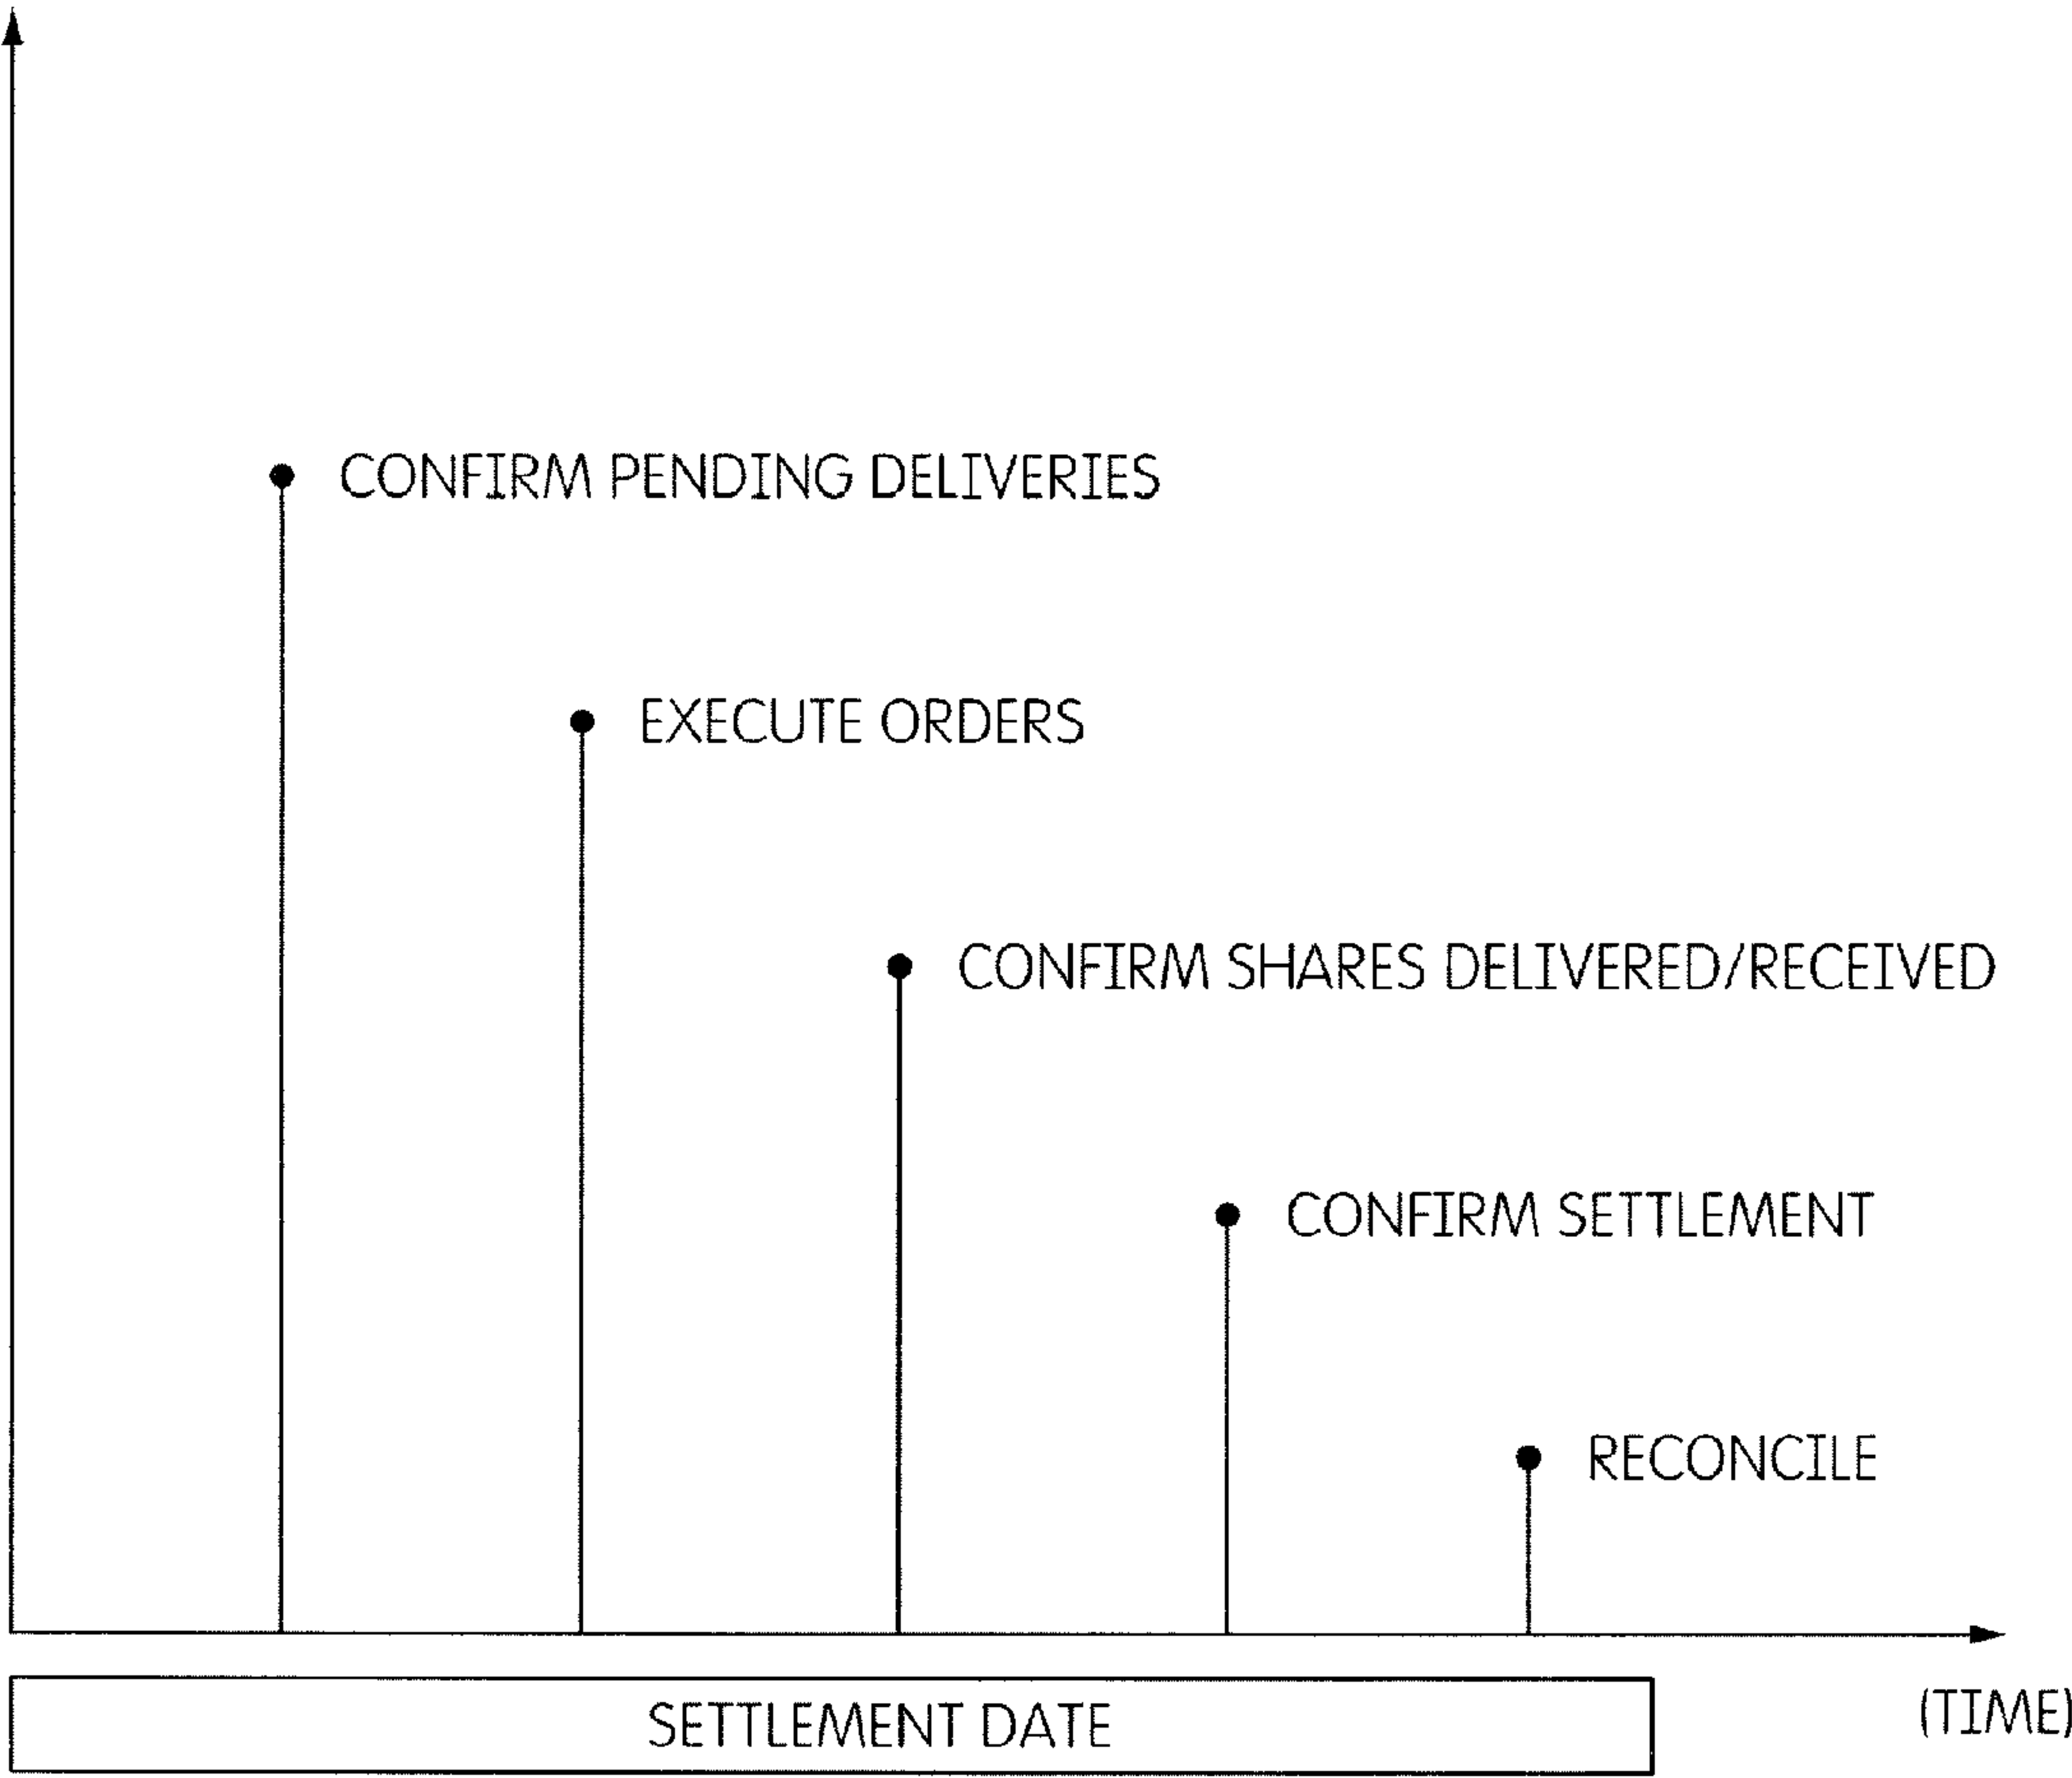 CONFIRM PENDING DELIVERIES
EXECUTE ORDERS
CONFIRM SHARES DELIVERED/RECEIVED
CONFIRM SETTLEMENT
RECONCILE
SETTLEMENT DATE
(TIME)